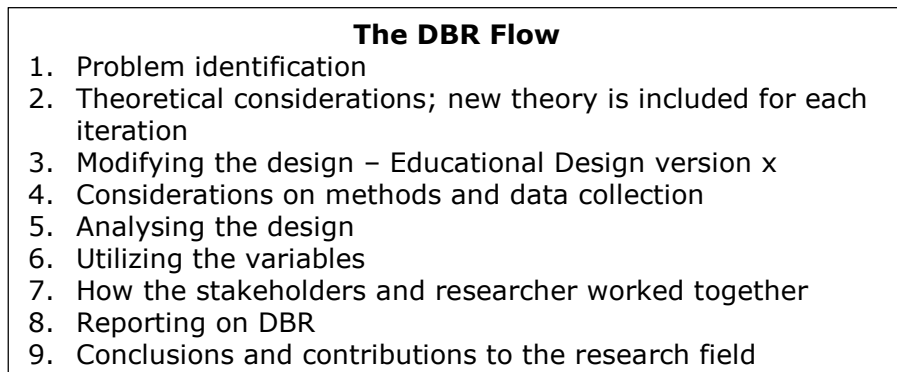 The DBR Flow
1. Problem identification
2. Theoretical considerations; new theory is included for each
iteration
3. Modifying the design – Educational Design version x
4. Considerations on methods and data collection
5. Analysing the design
6. Utilizing the variables
7. How the stakeholders and researcher worked together
8. Reporting on DBR
9. Conclusions and contributions to the research field